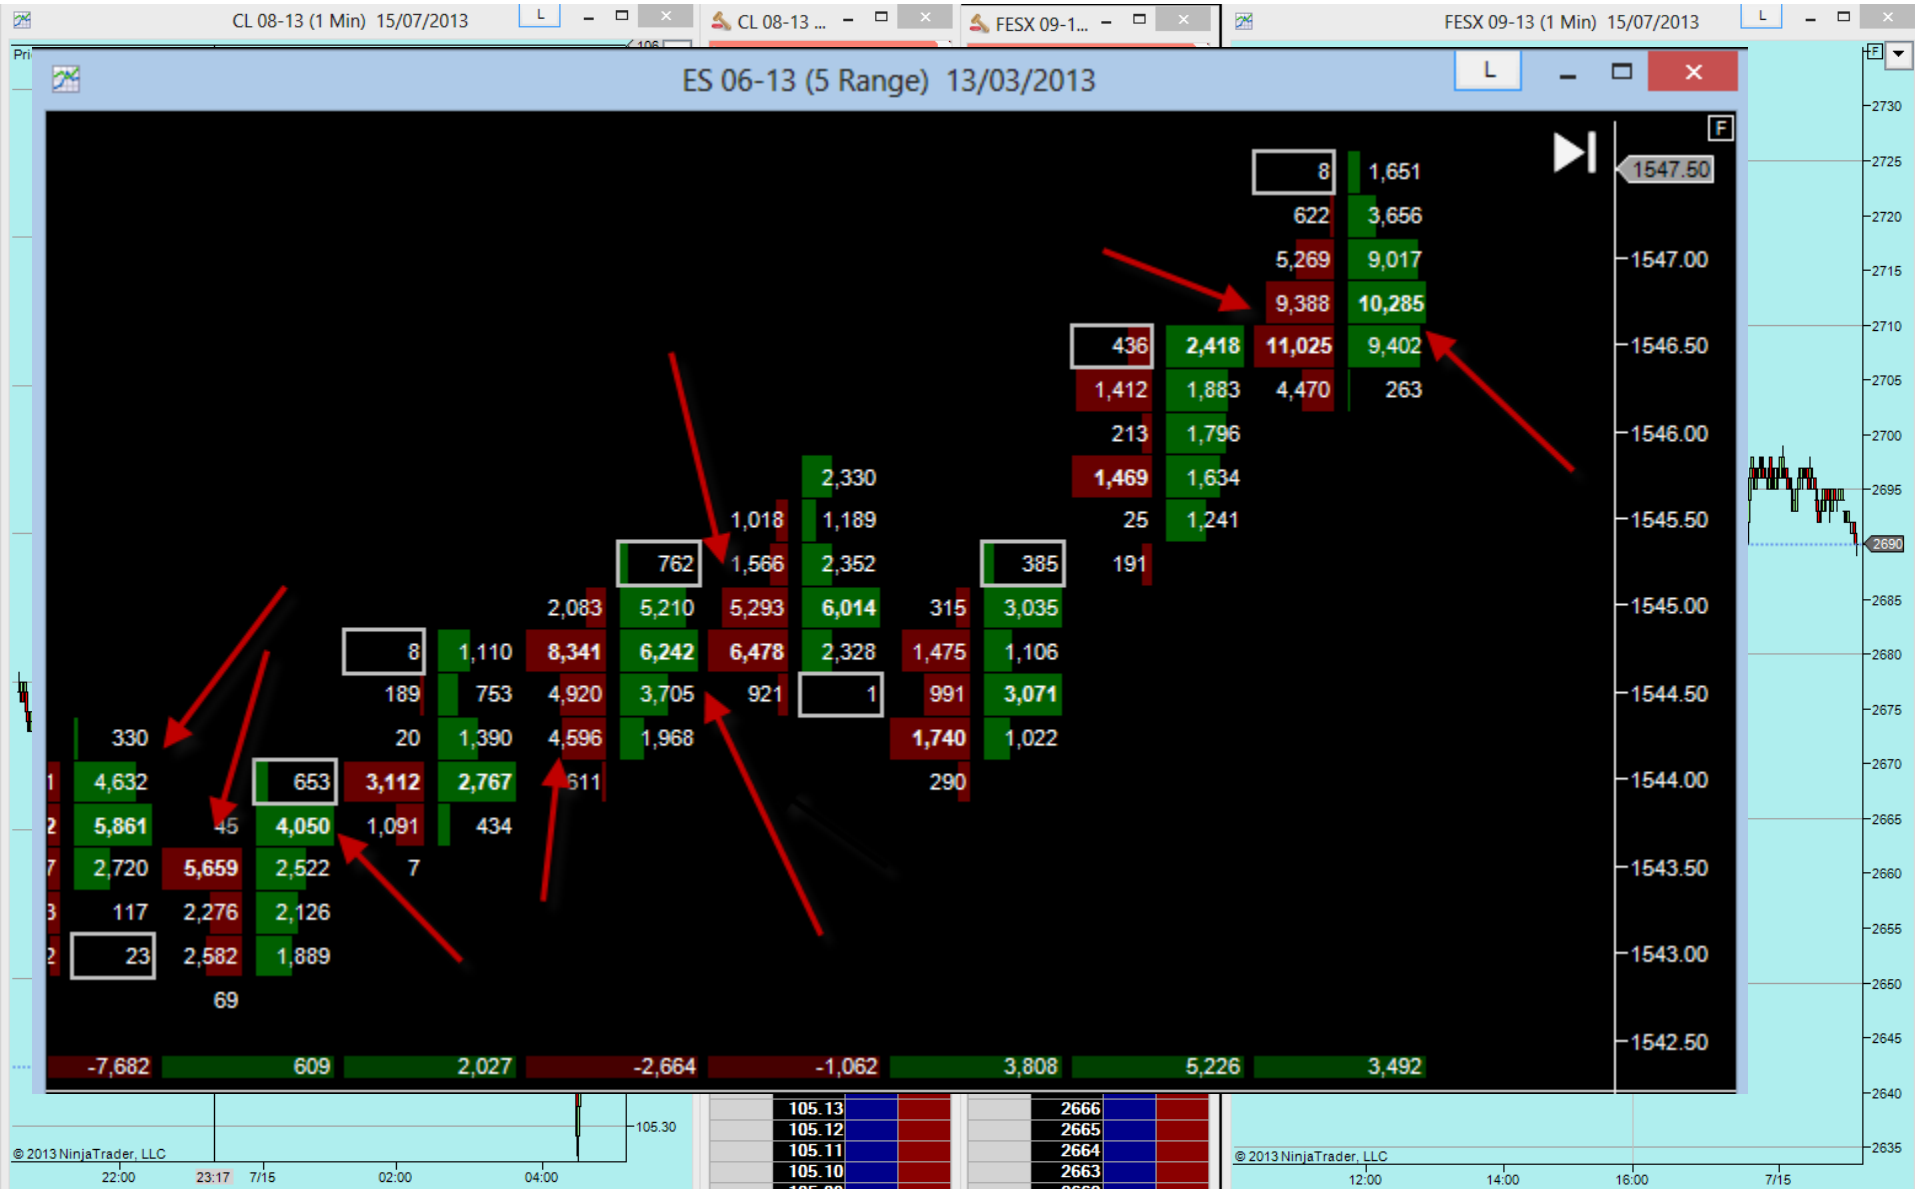 CL 08-13 (1 Min) 15/07/2013 L
CL 08-13 ...
FESX 09-1...
FESX 09-13 (1 Min) 15/07/2013 L
Pri
106
F
ES 06-13 (5 Range) 13/03/2013 L
F
8 1,651 1547.50
622 3,656
5,269 9,017 1547.00
9,388 10,285
436 2,418 11,025 9,402 1546.50
1,412 1,883 4,470 263
213 1,796 1546.00
2,330 1,469 1,634
1,018 1,189 25 1,241 1545.50
762 1,566 2,352 385 191
2,083 5,210 5,293 6,014 315 3,035 1545.00
8 1,110 8,341 6,242 6,478 2,328 1,475 1,106
189 753 4,920 3,705 921 1 991 3,071 1544.50
330 20 1,390 4,596 1,968 1,740 1,022
1 4,632 653 3,112 2,767 611 290 1544.00
2 5,861 45 4,050 1,091 434
7 2,720 5,659 2,522 7 1543.50
3 117 2,276 2,126
2 23 2,582 1,889 1543.00
69
1542.50
-7,682 609 2,027 -2,664 -1,062 3,808 5,226 3,492
2730
2725
2720
2715
2710
2705
2700
2695
2690
2685
2680
2675
2670
2665
2660
2655
2650
2645
2640
2635
105.30
© 2013 NinjaTrader, LLC
22:00 23:17 7/15 02:00 04:00
105.13
105.12
105.11
105.10
2666
2665
2664
2663
© 2013 NinjaTrader, LLC
12:00 14:00 16:00 7/15